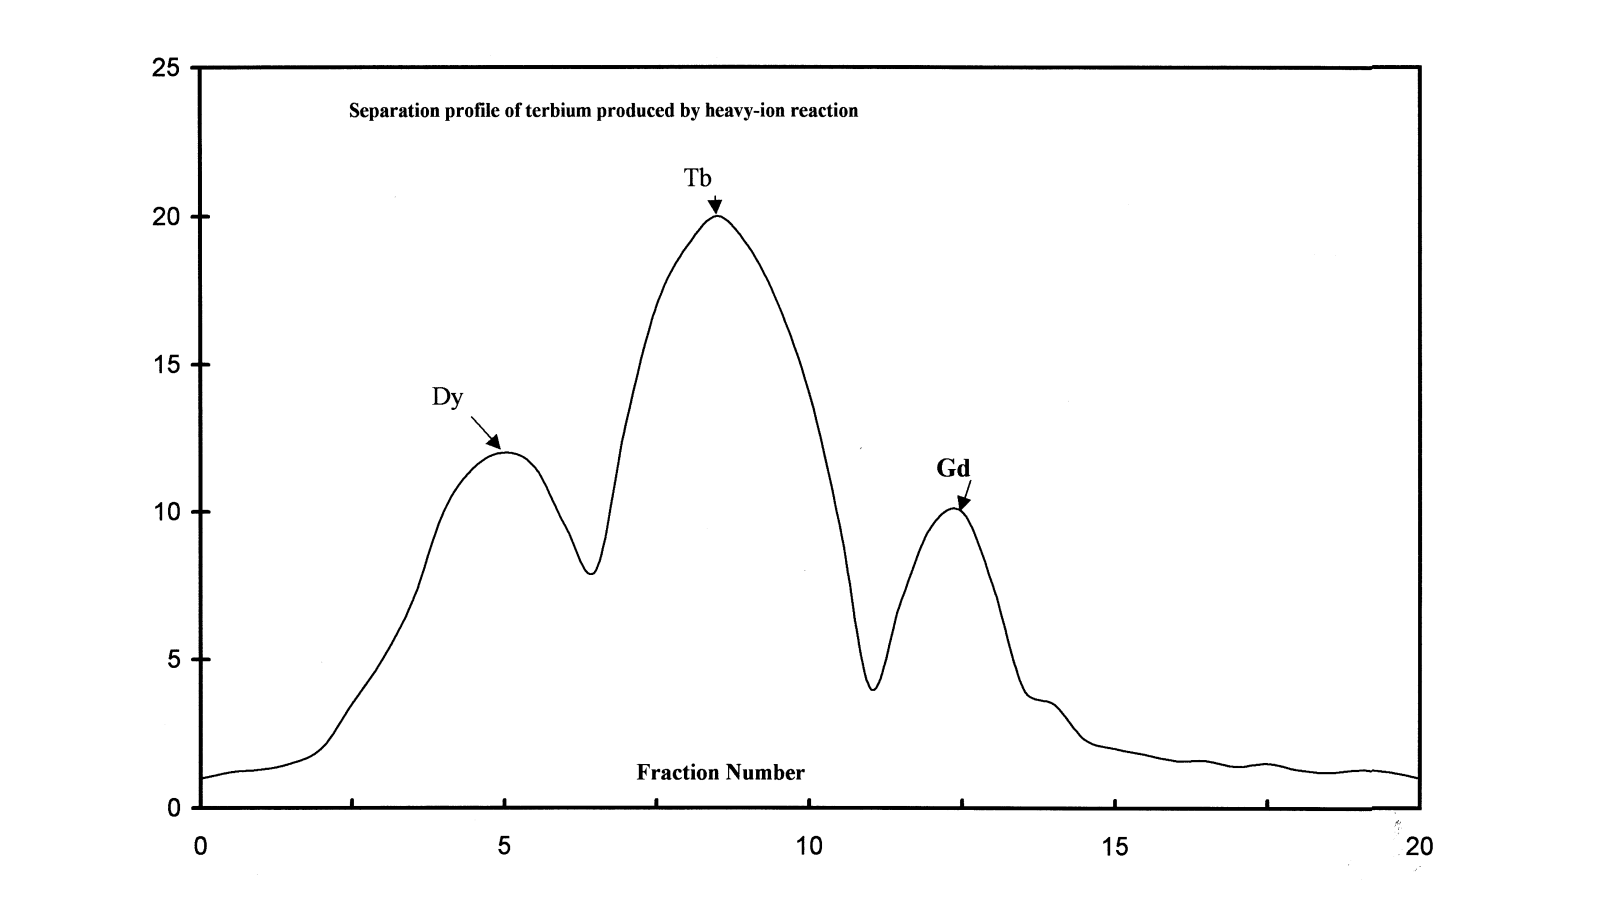 25
Separation profile of terbium produced by heavy-ion reaction
Tb
20
15
Dy
Gd
10
5
Fraction Number
0
0 5 10 15 20